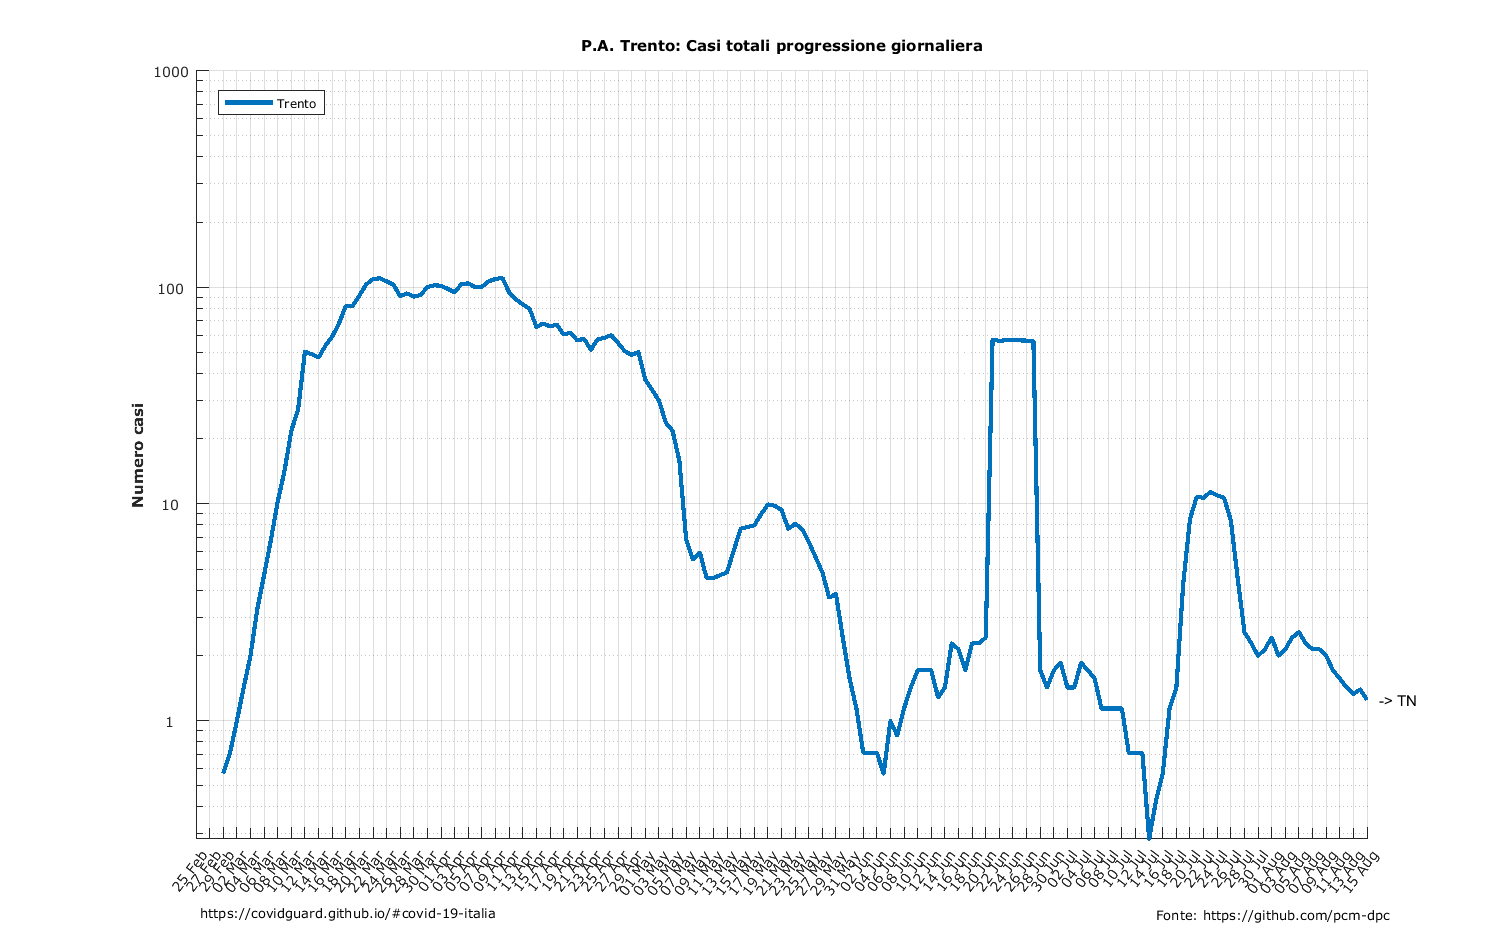 P.A. Trento: Casi totali progressione giornaliera
Trento
Numero casi
1000
100
10
1
-> TN
25 Feb
27 Feb
29 Feb
02 Mar
04 Mar
06 Mar
08 Mar
10 Mar
12 Mar
14 Mar
16 Mar
18 Mar
20 Mar
22 Mar
24 Mar
26 Mar
28 Mar
30 Mar
01 Apr
03 Apr
05 Apr
07 Apr
09 Apr
11 Apr
13 Apr
15 Apr
17 Apr
19 Apr
21 Apr
23 Apr
25 Apr
27 Apr
29 Apr
01 May
03 May
05 May
07 May
09 May
11 May
13 May
15 May
17 May
19 May
21 May
23 May
25 May
27 May
29 May
31 May
02 Jun
04 Jun
06 Jun
08 Jun
10 Jun
12 Jun
14 Jun
16 Jun
18 Jun
20 Jun
22 Jun
24 Jun
26 Jun
28 Jun
30 Jun
02 Jul
04 Jul
06 Jul
08 Jul
10 Jul
12 Jul
14 Jul
16 Jul
18 Jul
20 Jul
22 Jul
24 Jul
26 Jul
28 Jul
30 Jul
01 Aug
03 Aug
05 Aug
07 Aug
09 Aug
11 Aug
13 Aug
15 Aug
https://covidguard.github.io/#covid-19-italia
Fonte: https://github.com/pcm-dpc